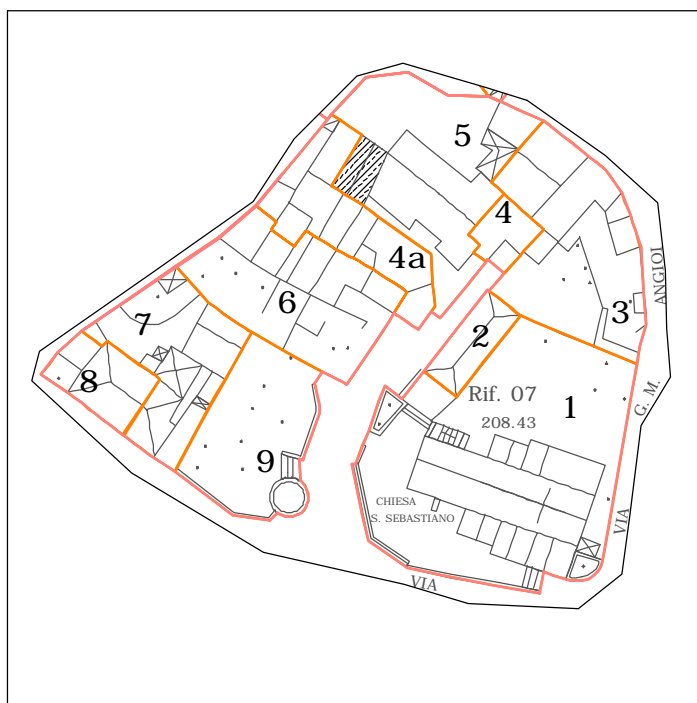 5
4
4a
ANGIOI
6
3
7
2
8
Rif. 07
1
G. M.
208.43
9
CHIESA
S. SEBASTIANO
VIA
VIA